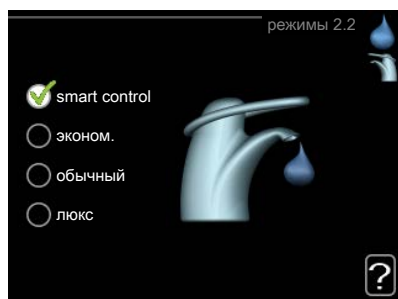 режимы 2.2
smart control
эконом.
обычный
люкс
?